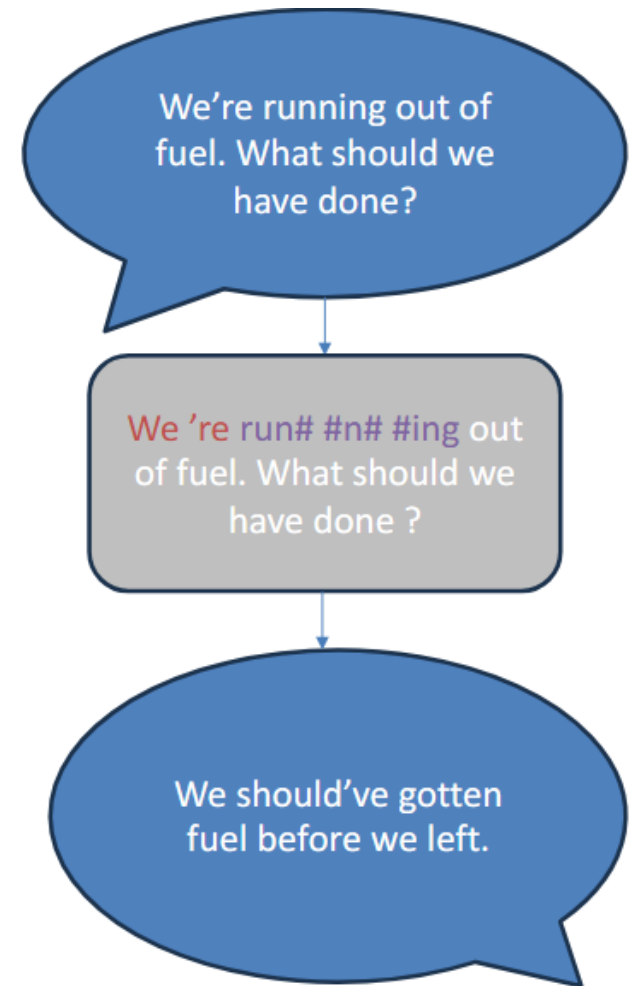 We’re running out of
fuel. What should we
have done?
We ’re run# #n# #ing out
of fuel. What should we
have done ?
We should’ve gotten
fuel before we left.